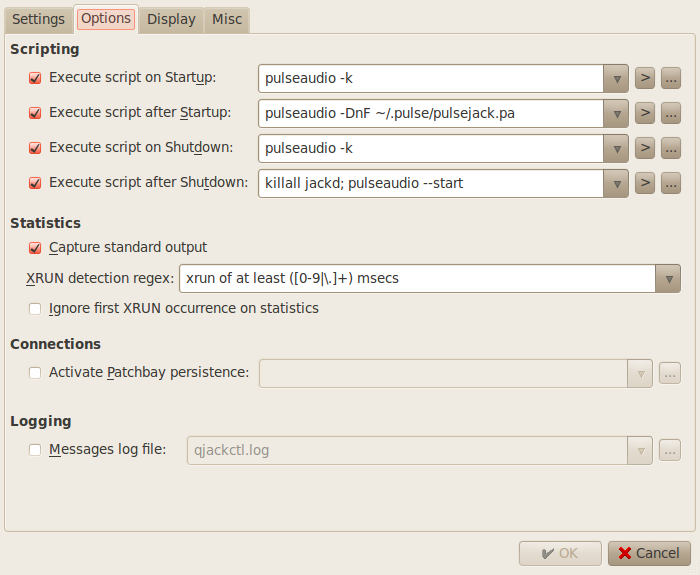 Settings Options Display Misc
Scripting
Execute script on Startup: pulseaudio -k > ...
Execute script after Startup: pulseaudio -DnF ~/.pulse/pulsejack.pa > ...
Execute script on Shutdown: pulseaudio -k > ...
Execute script after Shutdown: killall jackd; pulseaudio --start > ...
Statistics
Capture standard output
XRUN detection regex: xrun of at least ([0-9|\.]+) msecs
Ignore first XRUN occurrence on statistics
Connections
Activate Patchbay persistence: ...
Logging
Messages log file: qjackctl.log ...
OK Cancel